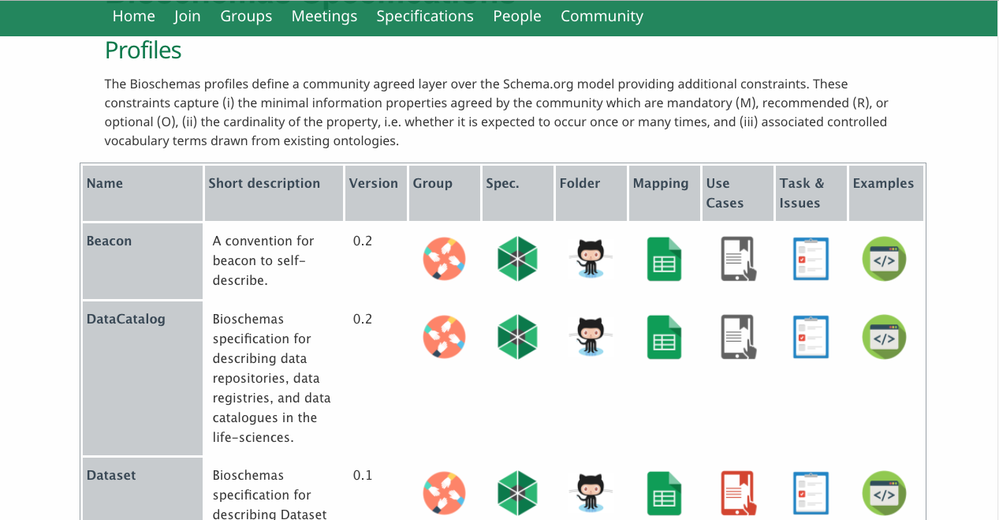 Bioschemas Specifications
Home Join Groups Meetings Specifications People Community
Profiles
The Bioschemas profiles define a community agreed layer over the Schema.org model providing additional constraints. These
constraints capture (i) the minimal information properties agreed by the community which are mandatory (M), recommended (R), or
optional (O), (ii) the cardinality of the property, i.e. whether it is expected to occur once or many times, and (iii) associated controlled
vocabulary terms drawn from existing ontologies.
Name Short description Version Group Spec. Folder Mapping Use Cases Task & Issues Examples
Beacon A convention for 0.2
beacon to self-
describe.
DataCatalog Bioschemas 0.2
specification for
describing data
repositories, data
registries, and data
catalogues in the
life-sciences.
Dataset Bioschemas 0.1
specification for
describing Dataset